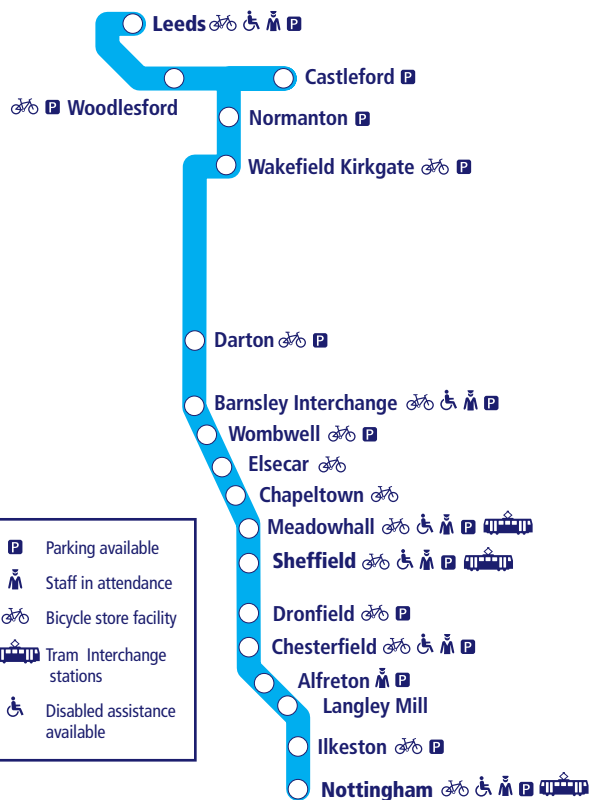 Leeds
Castleford P
P Woodlesford
Normanton P
Wakefield Kirkgate P
Darton P
Barnsley Interchange P
Wombwell P
Elsecar
Chapeltown
Meadowhall P
Sheffield P
Dronfield P
Chesterfield P
Alfreton P
Langley Mill
Ilkeston P
Nottingham P
P Parking available
Staff in attendance
Bicycle store facility
Tram Interchange
stations
Disabled assistance
available